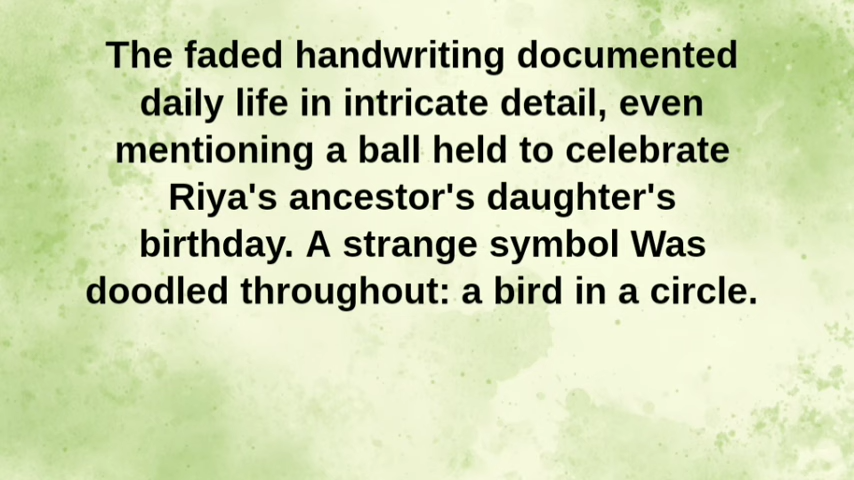 The faded handwriting documented
daily life in intricate detail, even
mentioning a ball held to celebrate
Riya's ancestor's daughter's
birthday. A strange symbol Was
doodled throughout: a bird in a circle.